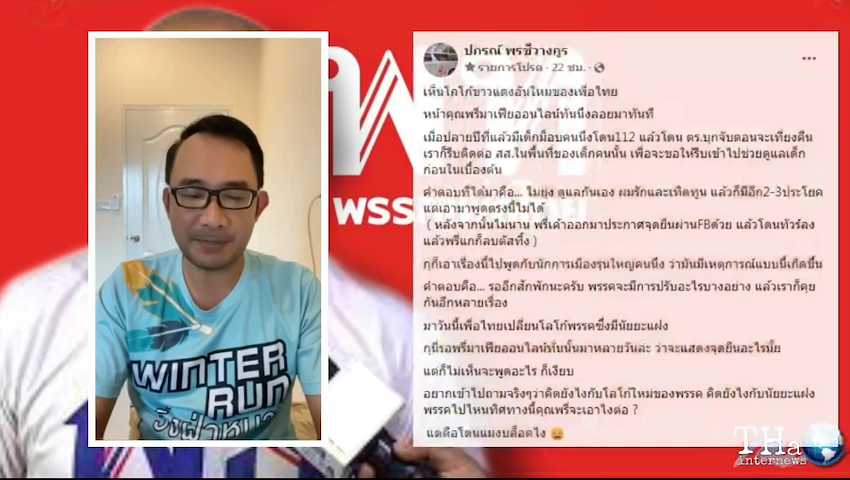 ปกรณ์ พรชีวางกูร
รายการโปรด · 22 ชม. ·
เห็นโลโก้ขาวแดงอันใหม่ของเพื่อไทย
หน้าคุณพรีมาเฟียออนไลน์ทันนึงลอยมาทันที
เมื่อปลายปีที่แล้วมีเด็กม็อบคนนึงโดน112 แล้วโดน ตร.บุกจับตอนจะเที่ยงคืน
เราก็รีบติดต่อ สส.ในพื้นที่ของเด็กคนนั้น เพื่อจะขอให้รีบเข้าไปช่วยดูแลเด็ก
ก่อนในเบื้องต้น
คำตอบที่ได้มาคือ... ไม่ยุ่ง ดูแลกันเอง ผมรักและเทิดทูน แล้วก็มีอีก2-3ประโยค
แต่เอามาพูดตรงนี้ไม่ได้
( หลังจากนั้นไม่นาน พรี่เค้าออกมาประกาศจุดยืนผ่านFBด้วย แล้วโดนทัวร์ลง
แล้วพรี่แกก็ลบดัสทิ้ง )
กูก็เอาเรื่องนี้ไปพูดกับนักการเมืองรุ่นใหญ่คนนึง ว่ามันมีเหตุการณ์แบบนี้เกิดขึ้น
คำตอบคือ... รออีกสักพักนะครับ พรรคจะมีการปรับอะไรบางอย่าง แล้วเราก็คุย
กันอีกหลายเรื่อง
มาวันนี้เพื่อไทยเปลี่ยนโลโก้พรรคซึ่งมีนัยยะแฝง
กูนี่รอพรีมาเฟียออนไลน์ทั่นนั้นมาหลายวันล่ะ ว่าจะแสดงจุดยืนอะไรมั้ย
แต่ก็ไม่เห็นจะพูดอะไร ก็เงียบ
อยากเข้าไปถามจริงๆว่าคิดยังไงกับโลโก้ใหม่ของพรรค คิดยังไงกับนัยยะแฝง
พรรคไปไหนทิศทางนี้คุณพรีจะเอาไงต่อ ?
แต่คือโดนแมงบล็อคไง
พรร
WINTER
RUN
วิ่งฝ่าหนาว
THa
internews